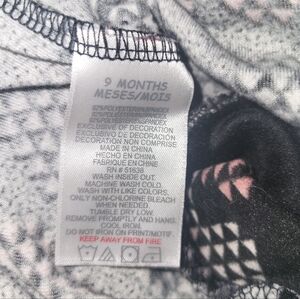 9 MONTHS
MESES/MOIS
EXCLUSIVE OF DECORATION
EXCLUSIVO DE DECORACIÓN
DECORATION NON COMPRISE
MADE IN CHINA
HECHO EN CHINA
FABRIQUE EN CHINE
RN # 51638
WASH INSIDE OUT.
MACHINE WASH COLD.
WASH WITH LIKE COLORS.
ONLY NON-CHLORINE BLEACH
WHEN NEEDED.
TUMBLE DRY LOW.
REMOVE PROMPTLY AND HANG.
COOL IRON.
DO NOT IRON ON PRINT/MOTIF.
KEEP AWAY FROM FIRE